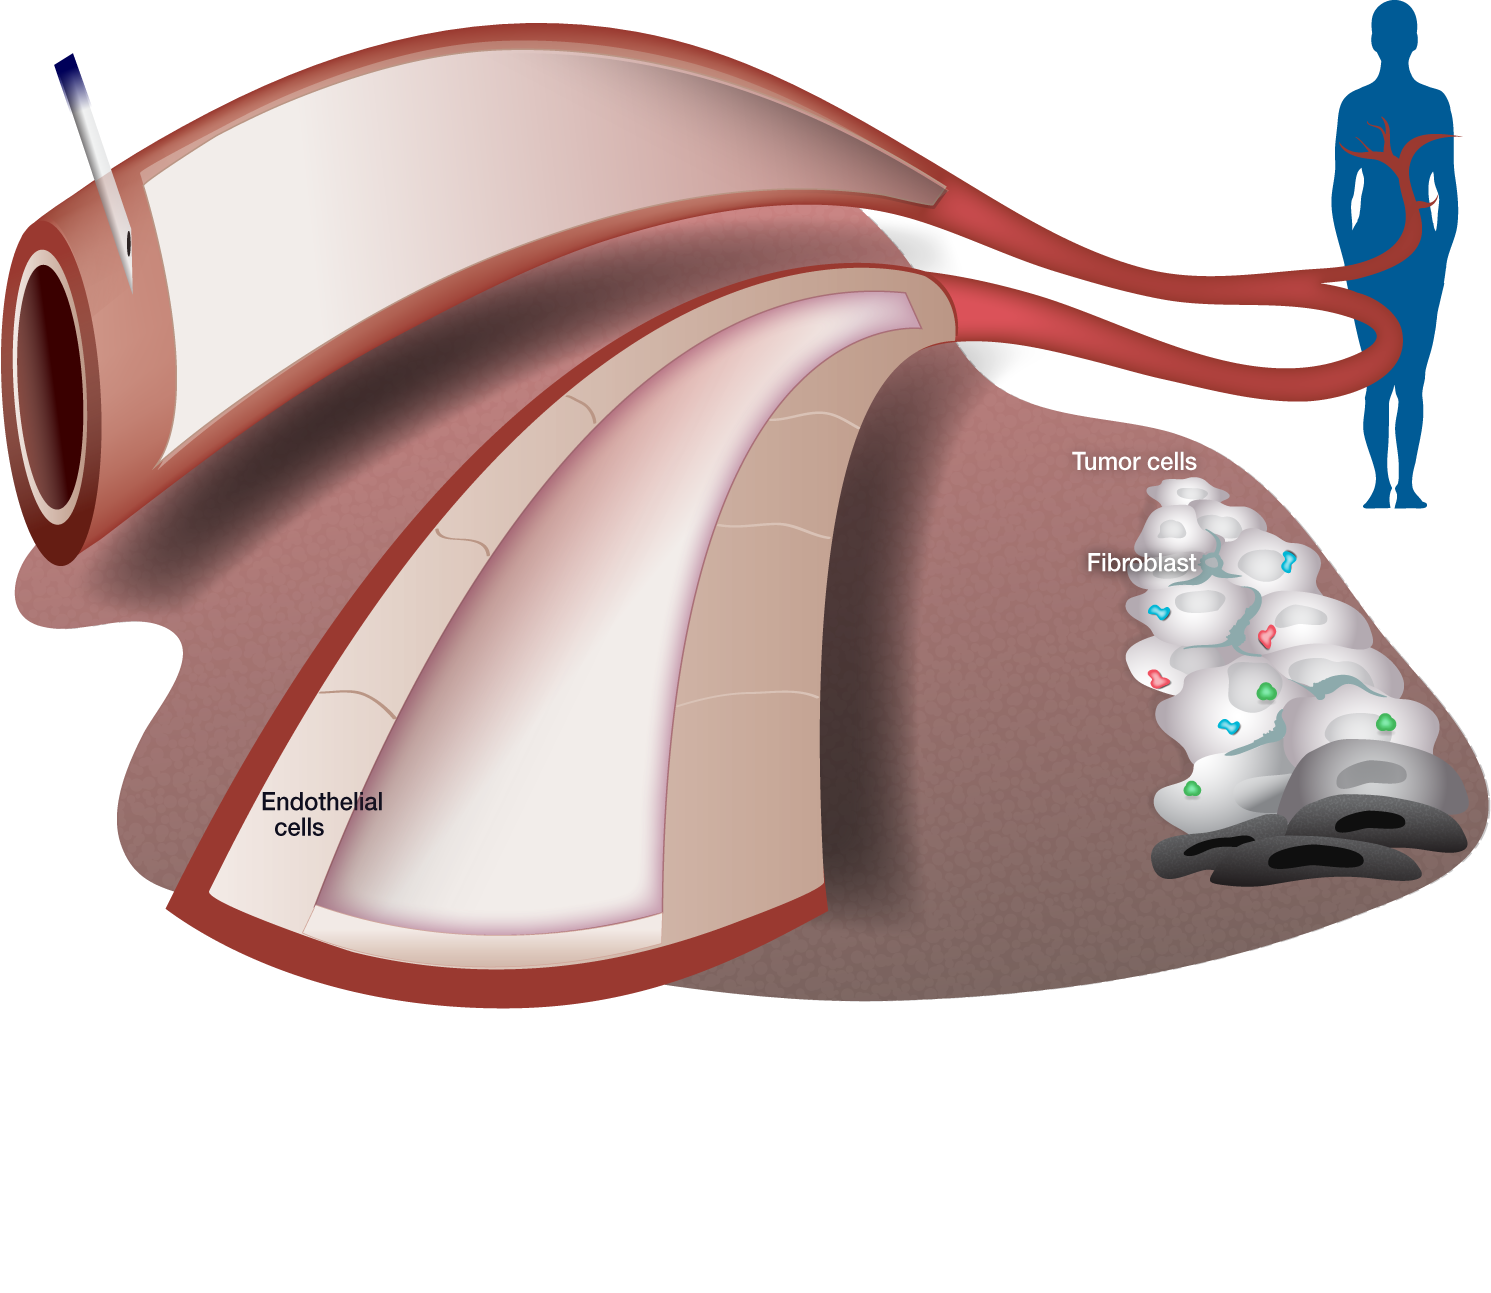 Tumor cells
Fibroblast
Endothelial
cells